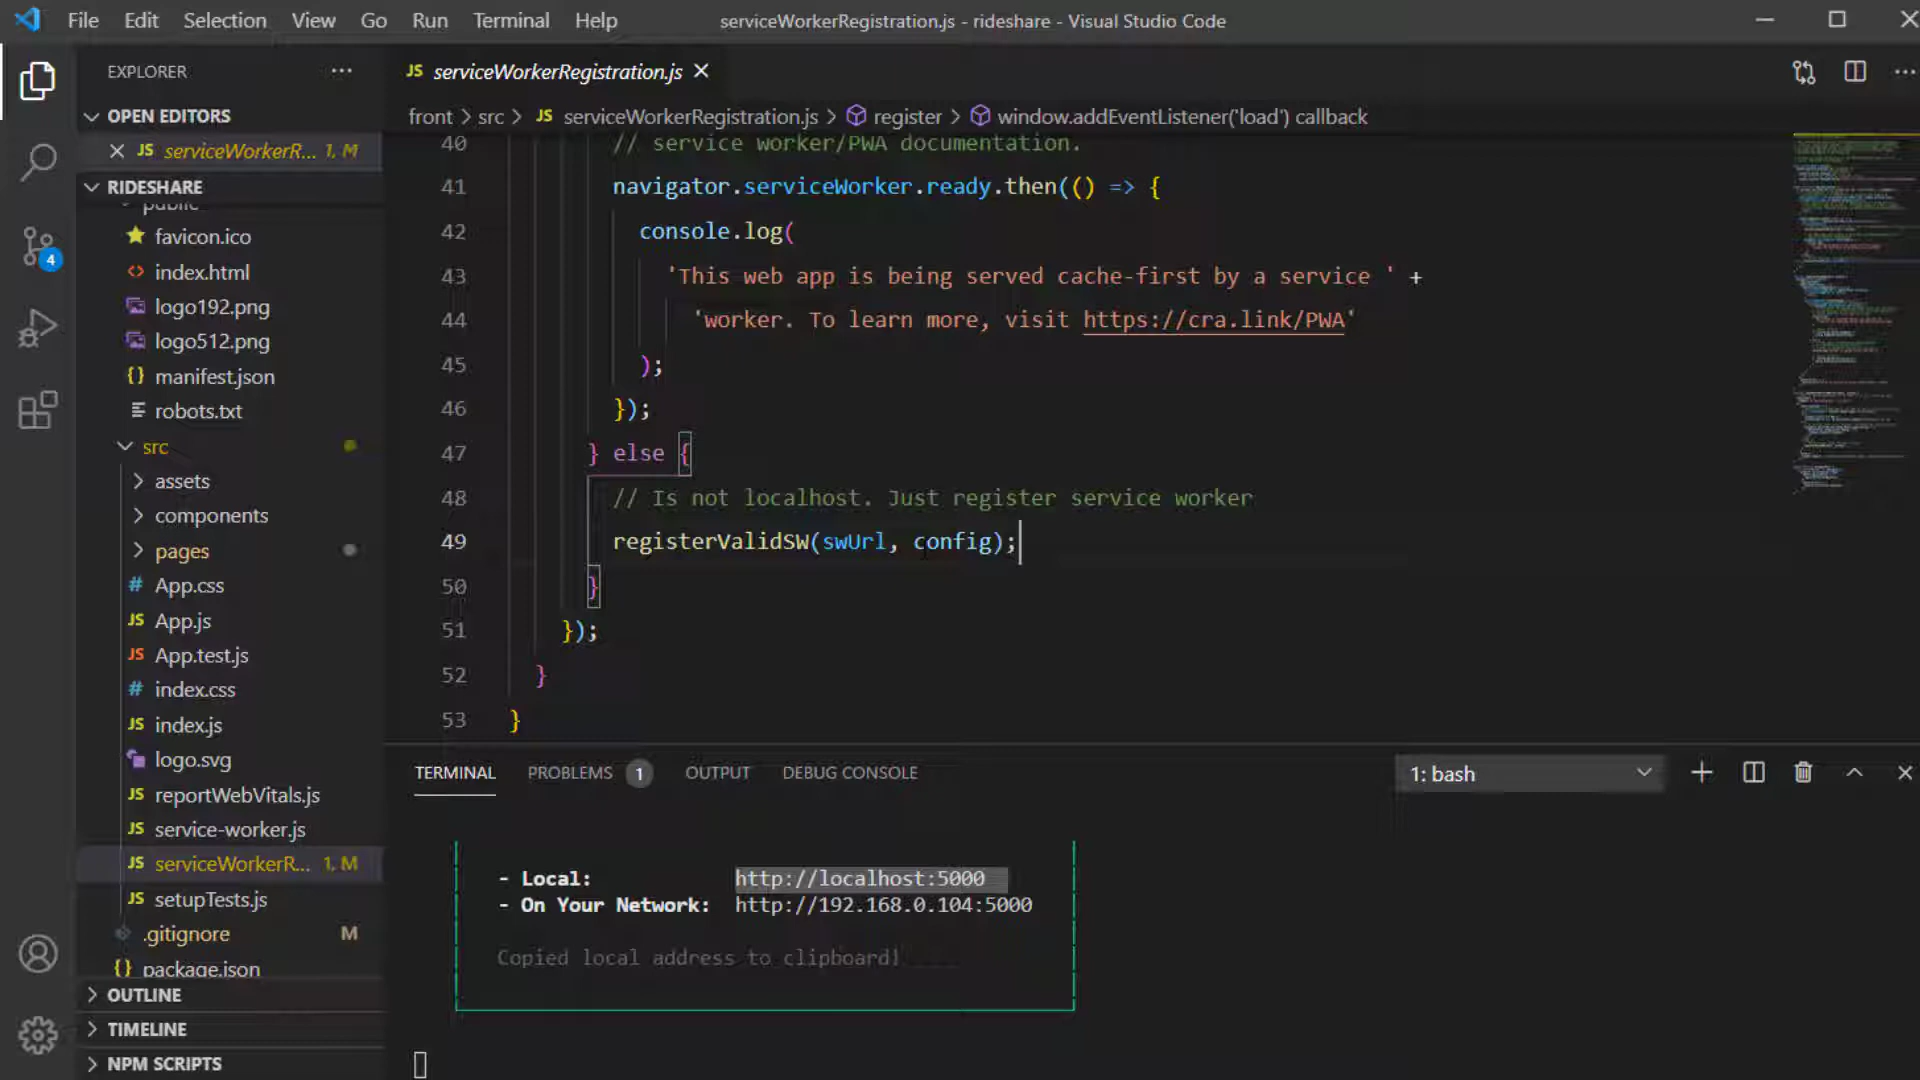 File Edit Selection View Go Run Terminal Help serviceWorkerRegistration.js - rideshare - Visual Studio Code
EXPLORER
OPEN EDITORS
JS serviceWorkerR... 1, M
RIDESHARE
public
favicon.ico
index.html
logo192.png
logo512.png
{} manifest.json
robots.txt
src
assets
components
pages
# App.css
JS App.js
JS App.test.js
# index.css
JS index.js
logo.svg
JS reportWebVitals.js
JS service-worker.js
JS serviceWorkerR... 1, M
JS setupTests.js
.gitignore M
{} package.json
OUTLINE
TIMELINE
NPM SCRIPTS
4
JS serviceWorkerRegistration.js
front > src > JS serviceWorkerRegistration.js > register > window.addEventListener('load') callback
40 // service worker/PWA documentation.
41 navigator.serviceWorker.ready.then(() => {
42 console.log(
43 'This web app is being served cache-first by a service ' +
44 'worker. To learn more, visit https://cra.link/PWA'
45 );
46 });
47 } else {
48 // Is not localhost. Just register service worker
49 registerValidSW(swUrl, config);
50 }
51 });
52 }
53 }
TERMINAL PROBLEMS 1 OUTPUT DEBUG CONSOLE 1: bash
- Local: http://localhost:5000
- On Your Network: http://192.168.0.104:5000
Copied local address to clipboard!